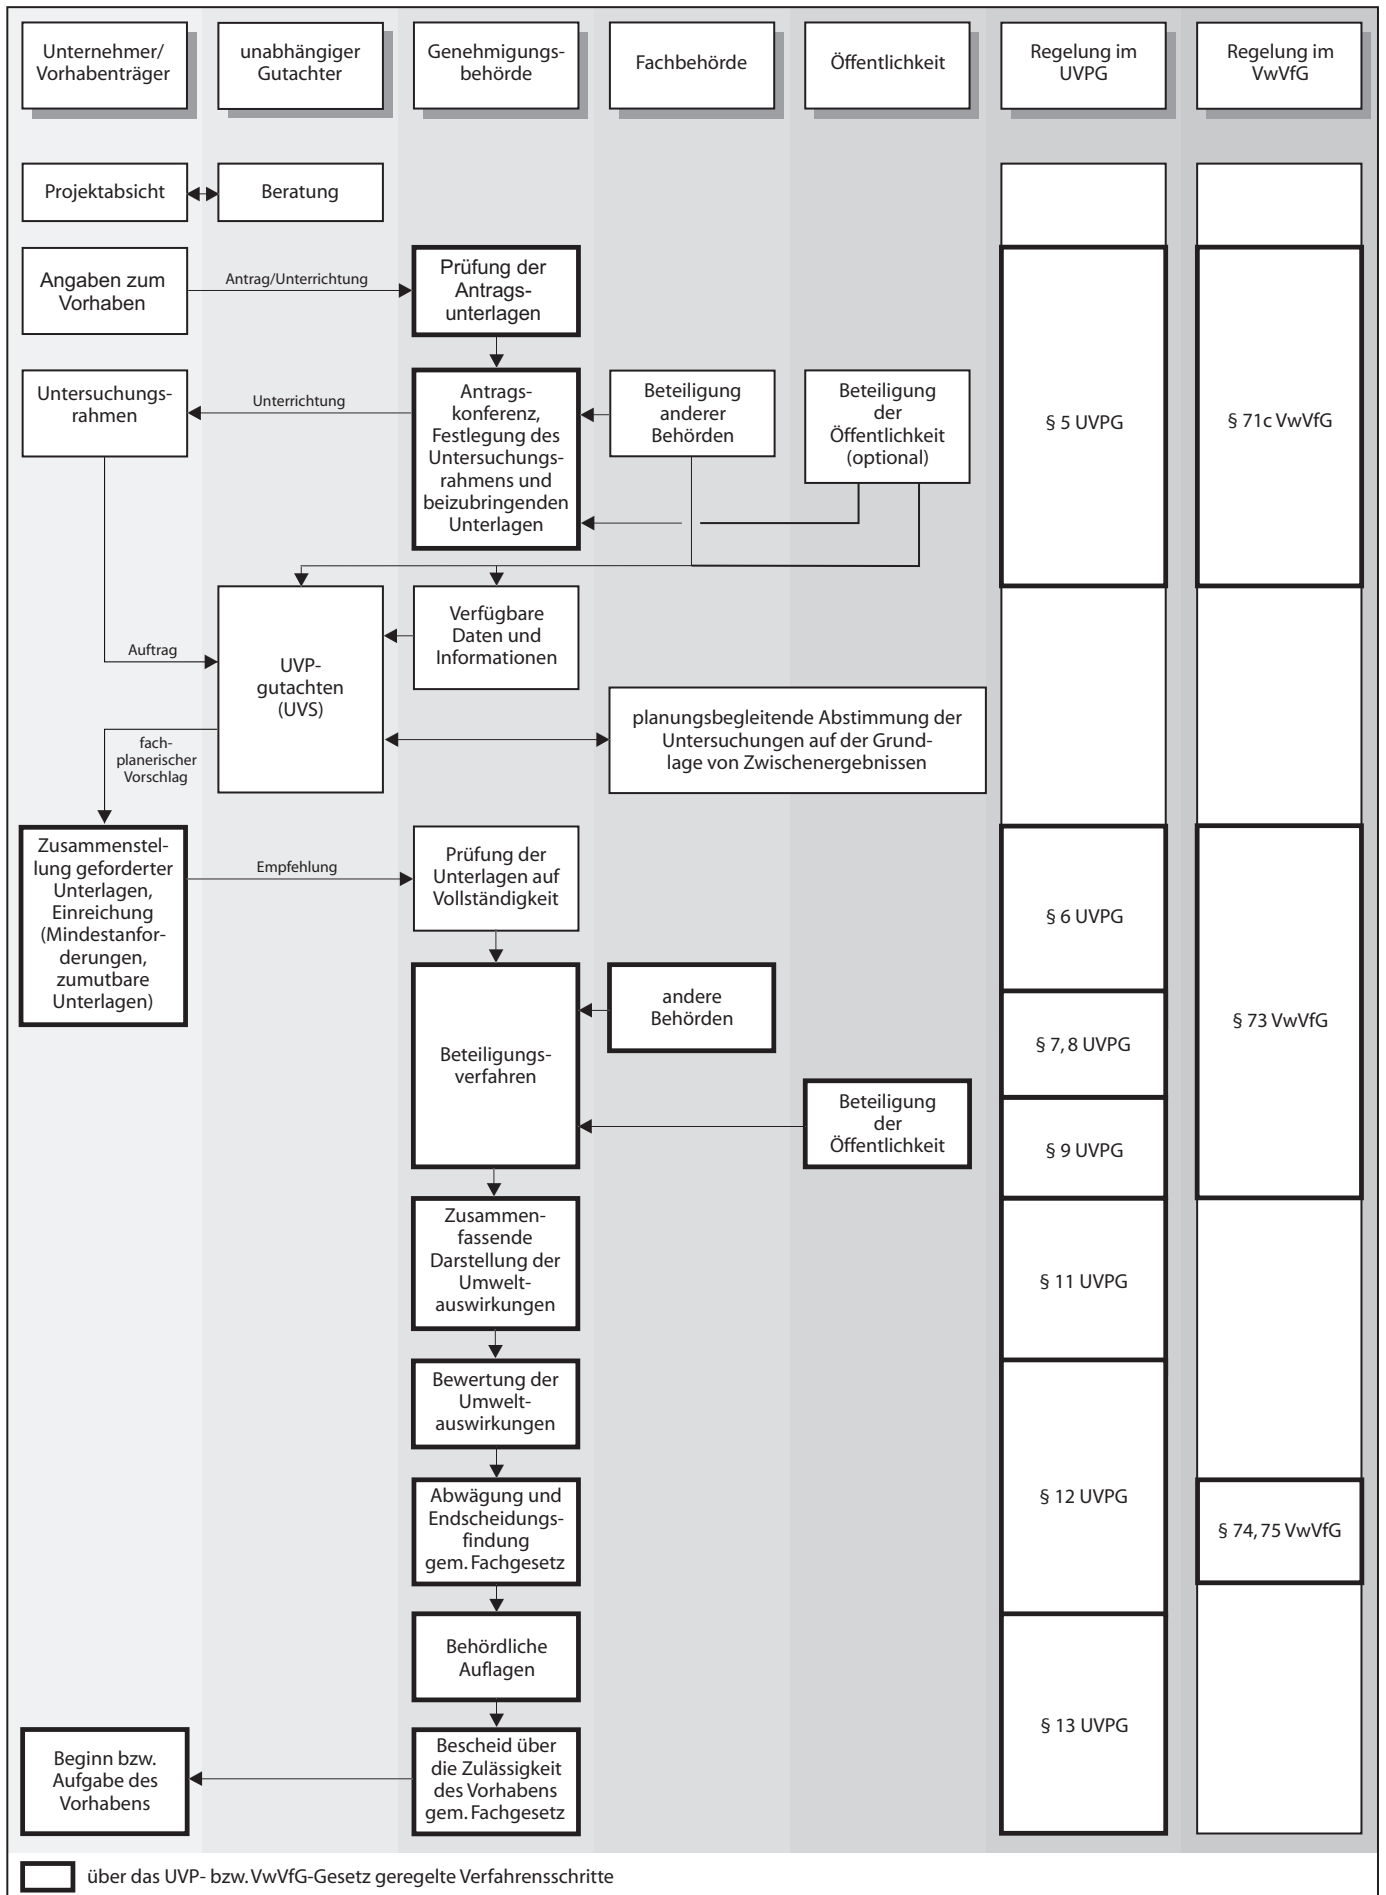 Unternehmer/
Vorhabenträger
unabhängiger
Gutachter
Genehmigungs-
behörde
Fachbehörde
Öffentlichkeit
Regelung im
UVPG
Regelung im
VwVfG
Projektabsicht
Beratung
Angaben zum
Vorhaben
Antrag/Unterrichtung
Prüfung der
Antrags-
unterlagen
Untersuchungs-
rahmen
Unterrichtung
Antrags-
konferenz,
Festlegung des
Untersuchungs-
rahmens und
beizubringenden
Unterlagen
Beteiligung
anderer
Behörden
Beteiligung
der
Öffentlichkeit
(optional)
§ 5 UVPG
§ 71c VwVfG
Auftrag
UVP-
gutachten
(UVS)
Verfügbare
Daten und
Informationen
planungsbegleitende Abstimmung der
Untersuchungen auf der Grund-
lage von Zwischenergebnissen
fach-
planerischer
Vorschlag
Zusammenstel-
lung geforderter
Unterlagen,
Einreichung
(Mindestanfor-
derungen,
zumutbare
Unterlagen)
Empfehlung
Prüfung der
Unterlagen auf
Vollständigkeit
§ 6 UVPG
Beteiligungs-
verfahren
andere
Behörden
§ 7, 8 UVPG
§ 73 VwVfG
Beteiligung
der
Öffentlichkeit
§ 9 UVPG
Zusammen-
fassende
Darstellung der
Umwelt-
auswirkungen
§ 11 UVPG
Bewertung der
Umwelt-
auswirkungen
Abwägung und
Endscheidungs-
findung
gem. Fachgesetz
§ 12 UVPG
§ 74, 75 VwVfG
Behördliche
Auflagen
§ 13 UVPG
Beginn bzw.
Aufgabe des
Vorhabens
Bescheid über
die Zulässigkeit
des Vorhabens
gem. Fachgesetz
über das UVP- bzw. VwVfG-Gesetz geregelte Verfahrensschritte